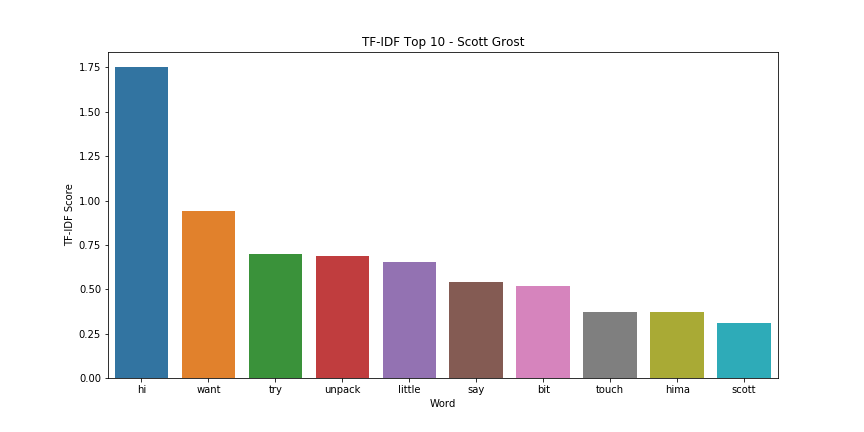 TF-IDF Top 10 - Scott Grost
1.75
1.50
1.25
1.00
0.75
0.50
0.25
0.00
TF-IDF Score
hi want try unpack little say bit touch hima scott
Word